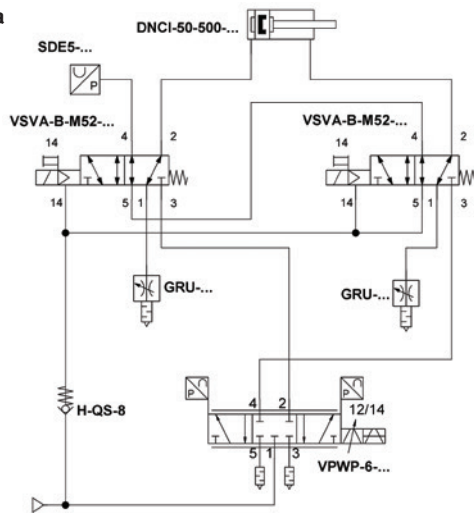 a
DNCI-50-500-...
SDE5-...
P
VSVA-B-M52-...
4
2
14
14
5
1
3
VSVA-B-M52-...
4
2
14
14
5
1
3
GRU-...
GRU-...
H-QS-8
P
4
2
P
12/14
5
1
3
VPWP-6-...